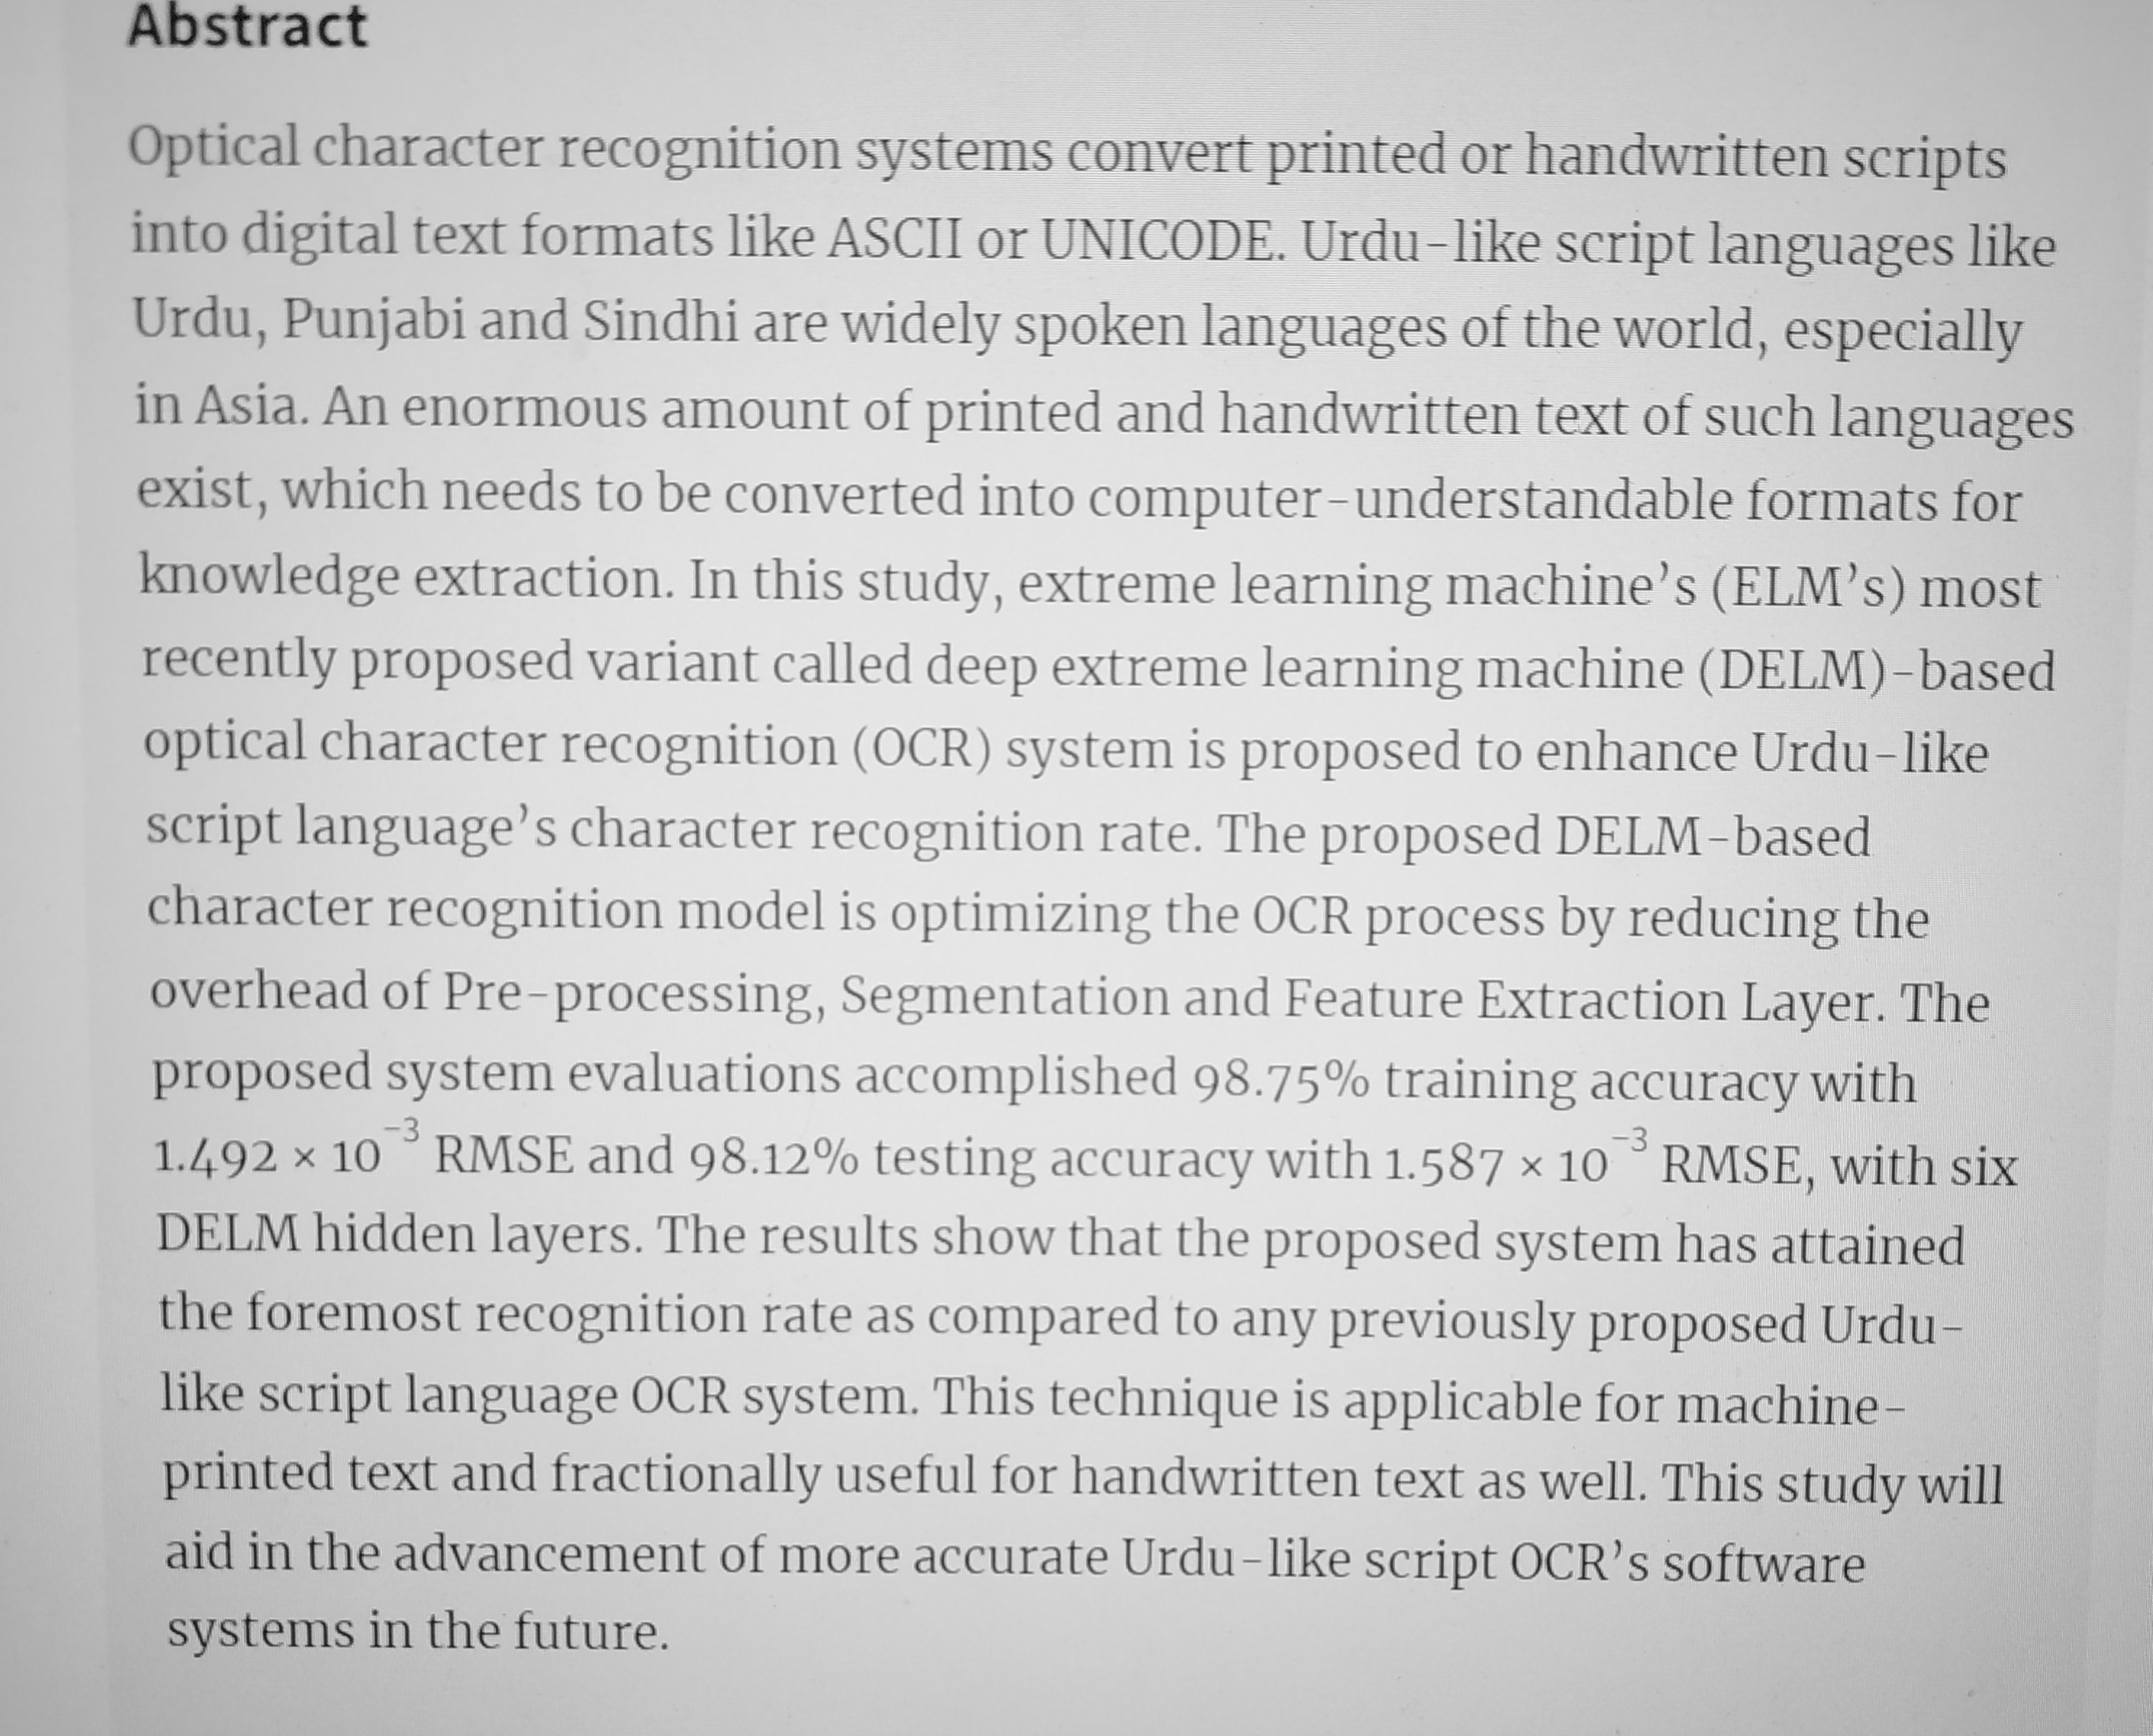 Abstract
Optical character recognition systems convert printed or handwritten scripts
into digital text formats like ASCII or UNICODE. Urdu-like script languages like
Urdu, Punjabi and Sindhi are widely spoken languages of the world, especially
in Asia. An enormous amount of printed and handwritten text of such languages
exist, which needs to be converted into computer-understandable formats for
knowledge extraction. In this study, extreme learning machine’s (ELM’s) most
recently proposed variant called deep extreme learning machine (DELM)-based
optical character recognition (OCR) system is proposed to enhance Urdu-like
script language’s character recognition rate. The proposed DELM-based
character recognition model is optimizing the OCR process by reducing the
overhead of Pre-processing, Segmentation and Feature Extraction Layer. The
proposed system evaluations accomplished 98.75% training accuracy with
1.492 × 10⁻³ RMSE and 98.12% testing accuracy with 1.587 × 10⁻³ RMSE, with six
DELM hidden layers. The results show that the proposed system has attained
the foremost recognition rate as compared to any previously proposed Urdu-
like script language OCR system. This technique is applicable for machine-
printed text and fractionally useful for handwritten text as well. This study will
aid in the advancement of more accurate Urdu-like script OCR’s software
systems in the future.